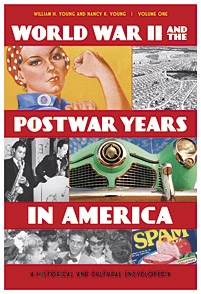 WILLIAM H. YOUNG AND NANCY K. YOUNG | VOLUME ONE
WORLD WAR II AND THE
POSTWAR YEARS
IN AMERICA
SPAM
A HISTORICAL AND CULTURAL ENCYCLOPEDIA